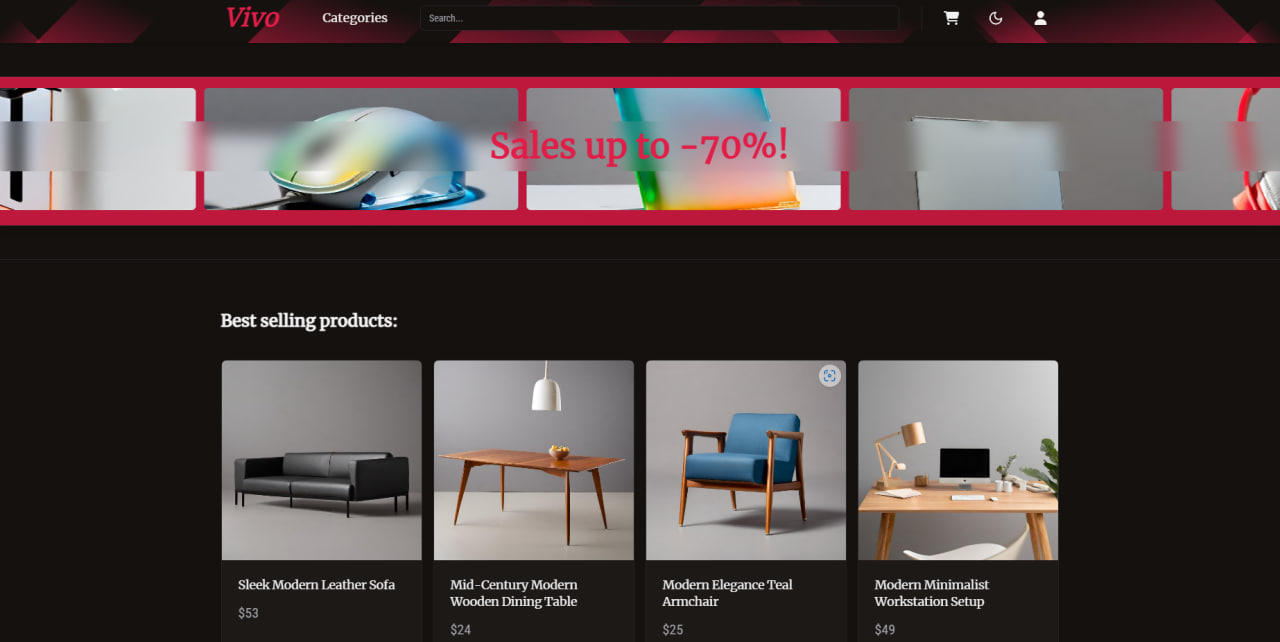 Vivo
Categories
Search...
Sales up to -70%!
Best selling products:
Sleek Modern Leather Sofa
$53
Mid-Century Modern
Wooden Dining Table
$24
Modern Elegance Teal
Armchair
$25
Modern Minimalist
Workstation Setup
$49